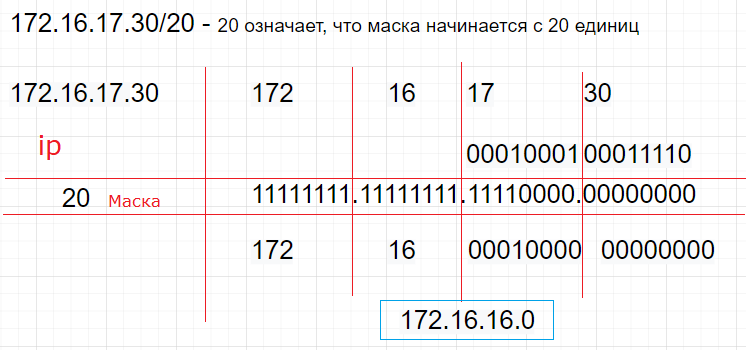 172.16.17.30/20 - 20 означает, что маска начинается с 20 единиц
172.16.17.30 172 16 17 30
ip
00010001 00011110
20 Маска 11111111.11111111.11110000.00000000
172 16 00010000 00000000
172.16.16.0